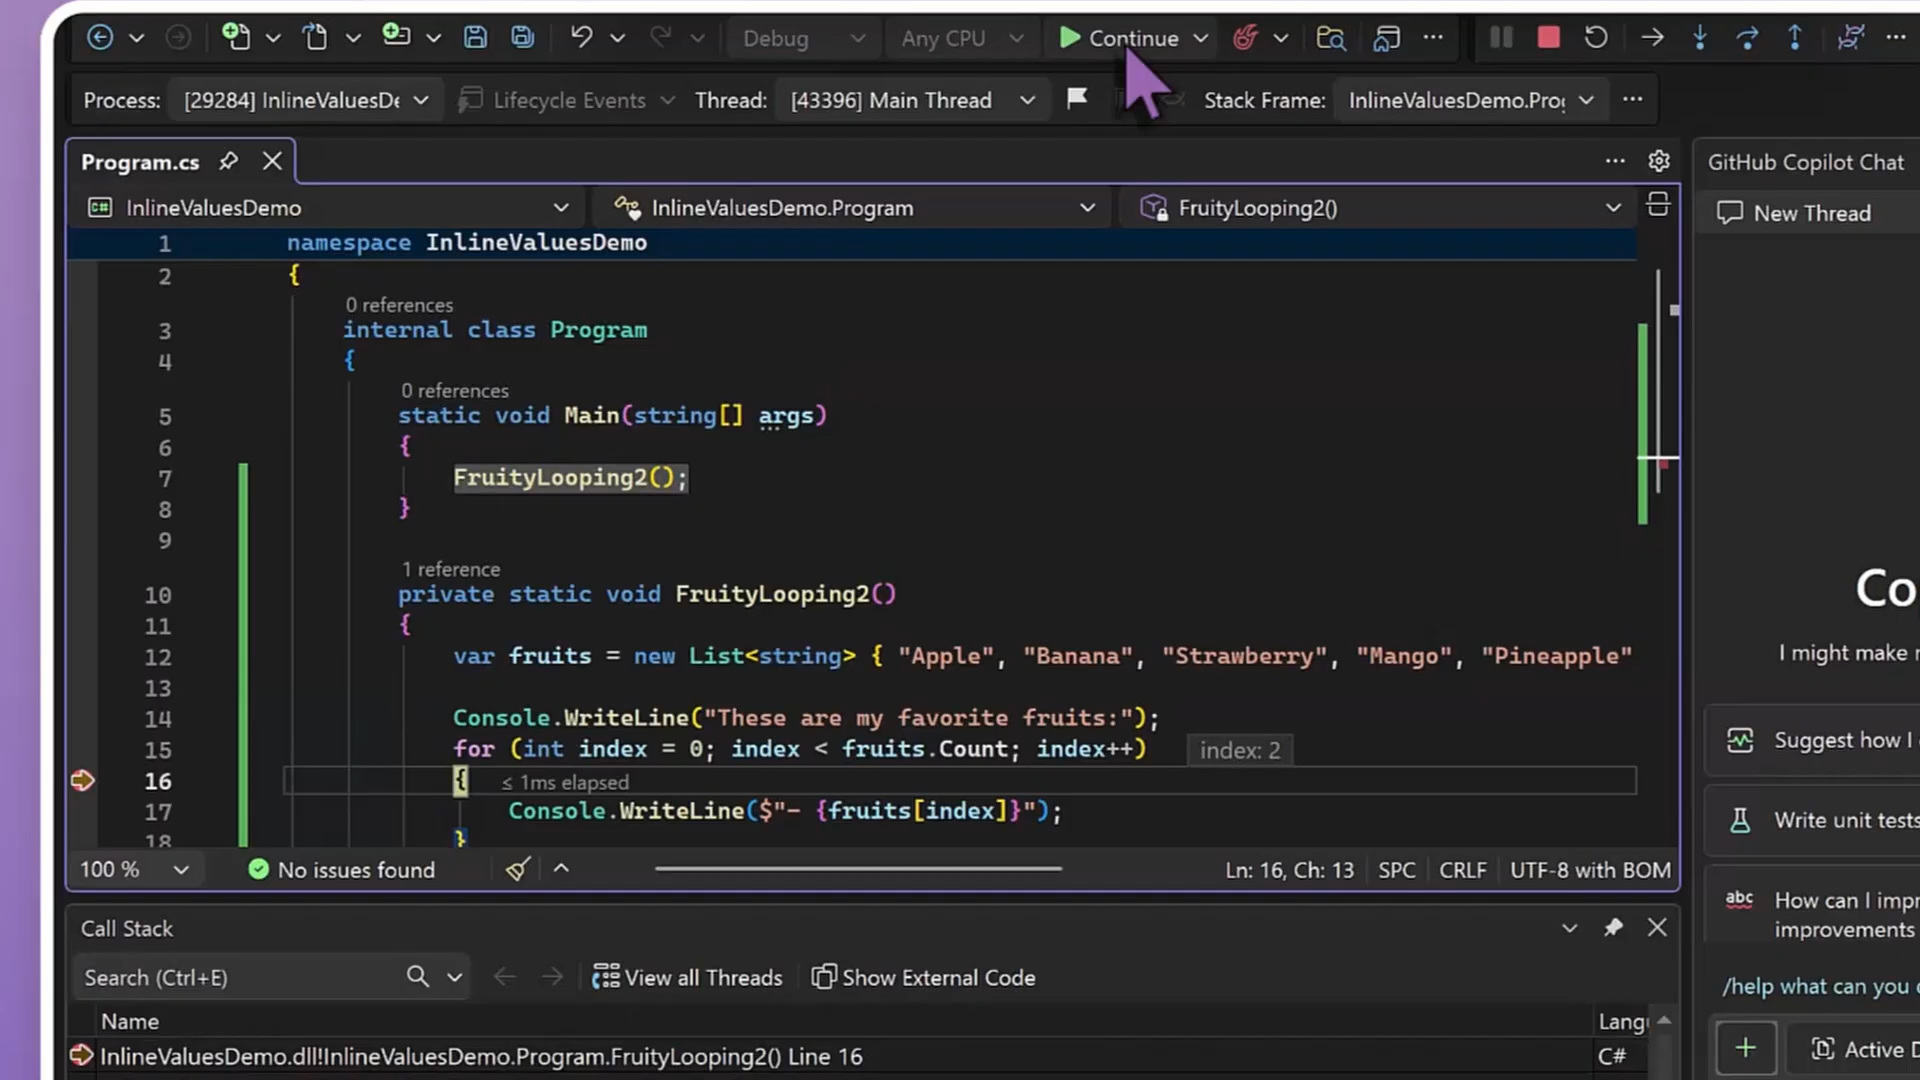 Debug Any CPU Continue
Process: [29284] InlineValuesDe Lifecycle Events Thread: [43396] Main Thread Stack Frame: InlineValuesDemo.Prog
Program.cs
GitHub Copilot Chat
InlineValuesDemo InlineValuesDemo.Program FruityLooping2()
New Thread
1 namespace InlineValuesDemo
2 {
0 references
3 internal class Program
4 {
0 references
5 static void Main(string[] args)
6 {
7 FruityLooping2();
8 }
9
1 reference
10 private static void FruityLooping2()
11 {
12 var fruits = new List<string> { "Apple", "Banana", "Strawberry", "Mango", "Pineapple"
13
14 Console.WriteLine("These are my favorite fruits:");
15 for (int index = 0; index < fruits.Count; index++) index: 2
16 { ≤ 1ms elapsed
17 Console.WriteLine($"- {fruits[index]}");
18 }
Co
I might make
Suggest how I
Write unit tests
abc How can I impr
improvements
/help what can you
Active D
100 % No issues found Ln: 16, Ch: 13 SPC CRLF UTF-8 with BOM
Call Stack
Search (Ctrl+E) View all Threads Show External Code
Name Lang
InlineValuesDemo.dll!InlineValuesDemo.Program.FruityLooping2() Line 16 C#